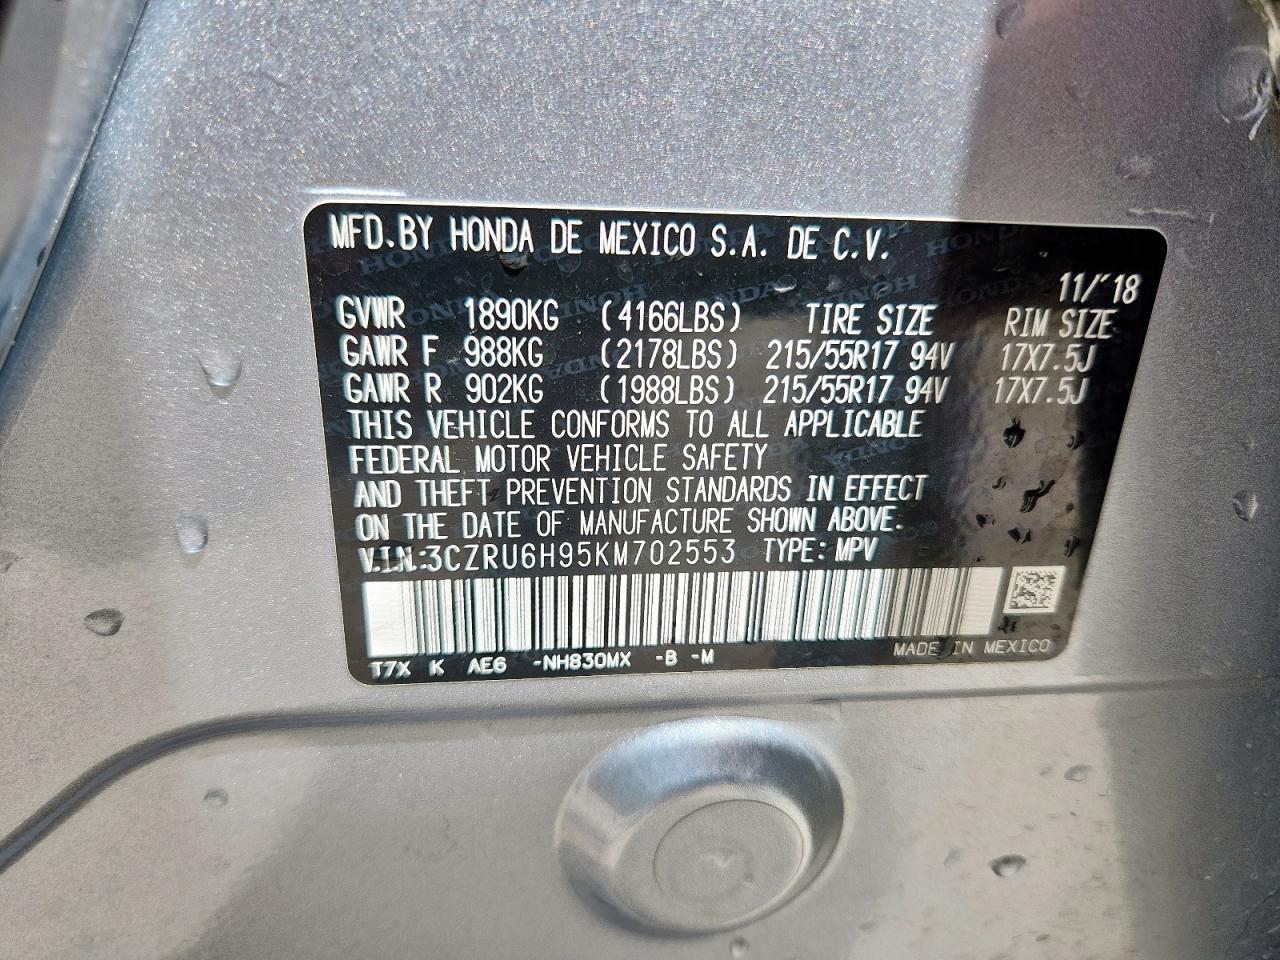 MFD.BY HONDA DE MEXICO S.A. DE C.V.
11/'18
GVWR 1890KG (4166LBS) TIRE SIZE RIM SIZE
GAWR F 988KG (2178LBS) 215/55R17 94V 17X7.5J
GAWR R 902KG (1988LBS) 215/55R17 94V 17X7.5J
THIS VEHICLE CONFORMS TO ALL APPLICABLE
FEDERAL MOTOR VEHICLE SAFETY
AND THEFT PREVENTION STANDARDS IN EFFECT
ON THE DATE OF MANUFACTURE SHOWN ABOVE.
V.I.N.:3CZRU6H95KM702553 TYPE: MPV
T7X K AE6 -NH830MX -B -M
MADE IN MEXICO